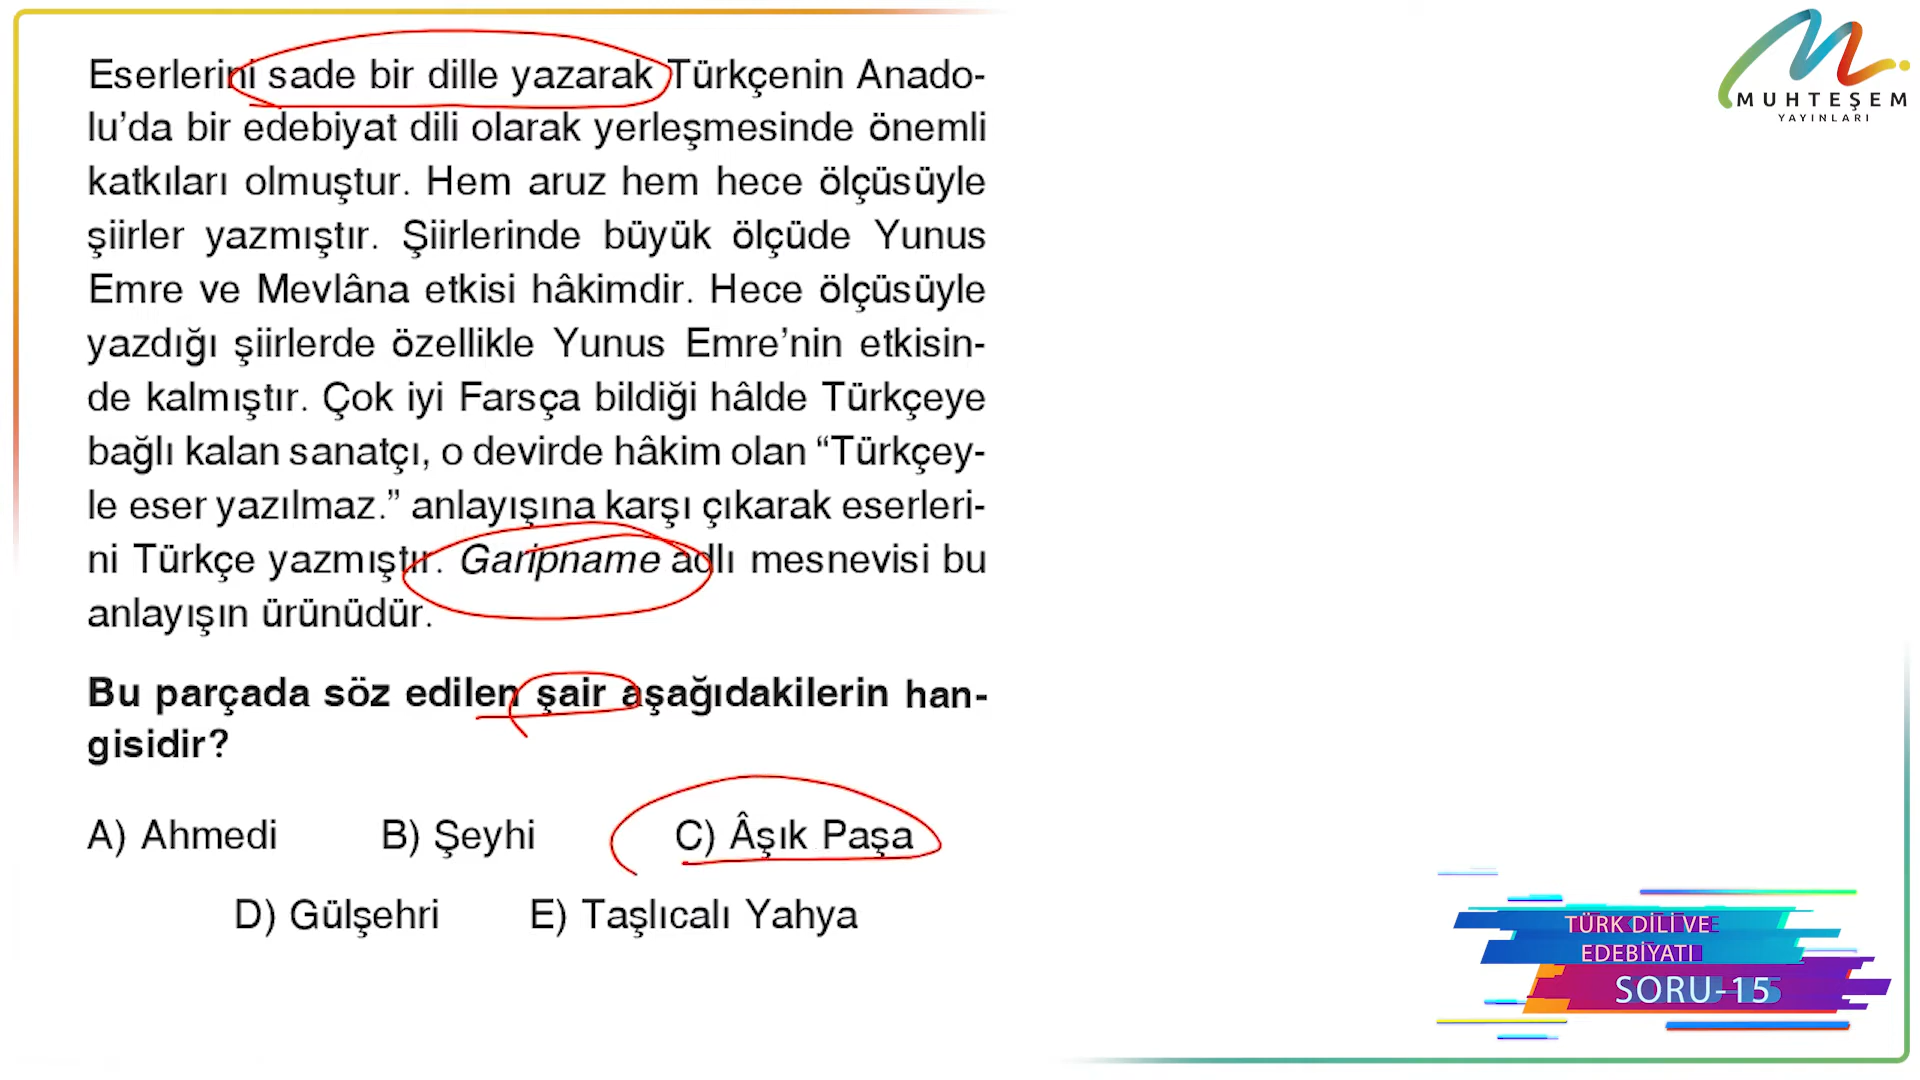 Eserlerini sade bir dille yazarak Türkçenin Anado-
lu’da bir edebiyat dili olarak yerleşmesinde önemli
katkıları olmuştur. Hem aruz hem hece ölçüsüyle
şiirler yazmıştır. Şiirlerinde büyük ölçüde Yunus
Emre ve Mevlâna etkisi hâkimdir. Hece ölçüsüyle
yazdığı şiirlerde özellikle Yunus Emre’nin etkisin-
de kalmıştır. Çok iyi Farsça bildiği hâlde Türkçeye
bağlı kalan sanatçı, o devirde hâkim olan “Türkçey-
le eser yazılmaz.” anlayışına karşı çıkarak eserleri-
ni Türkçe yazmıştır. Garipname adlı mesnevisi bu
anlayışın ürünüdür.
Bu parçada söz edilen şair aşağıdakilerin han-
gisidir?
A) Ahmedi B) Şeyhi C) Âşık Paşa
D) Gülşehri E) Taşlıcalı Yahya
MUHTEŞEM
YAYINLARI
TÜRK DİLİ VE
EDEBİYATI
SORU-15